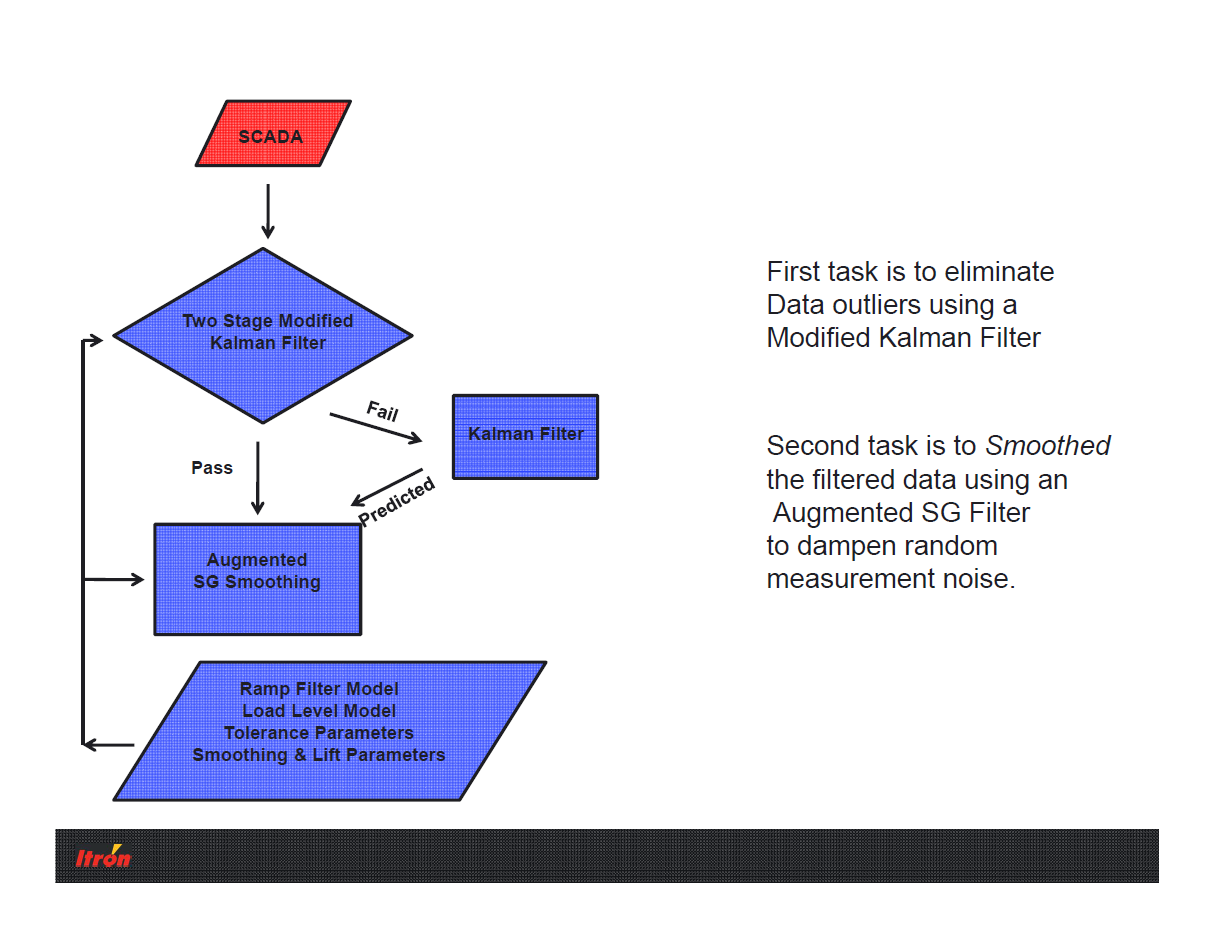 SCADA
Two Stage Modified
Kalman Filter
Fail
Kalman Filter
Pass
Predicted
Augmented
SG Smoothing
Ramp Filter Model
Load Level Model
Tolerance Parameters
Smoothing & Lift Parameters
First task is to eliminate
Data outliers using a
Modified Kalman Filter
Second task is to Smoothed
the filtered data using an
Augmented SG Filter
to dampen random
measurement noise.
Itrón